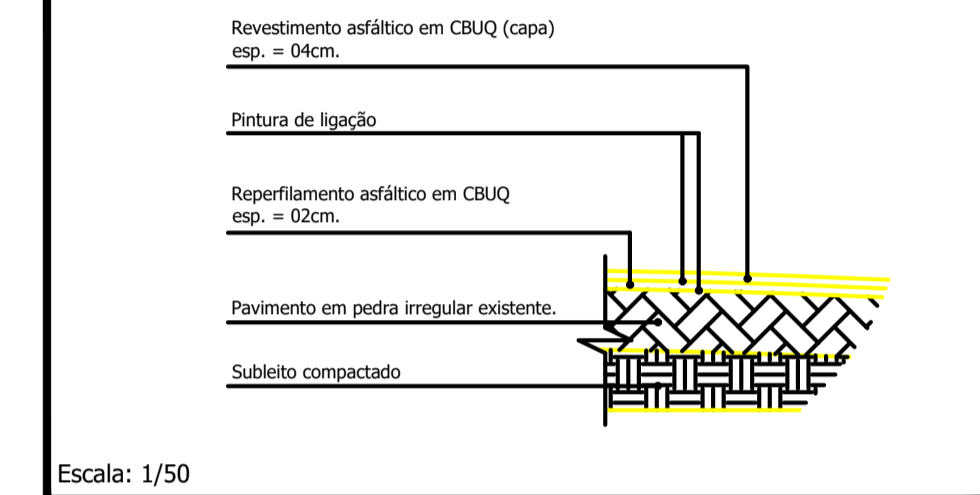 Revestimento asfáltico em CBUQ (capa)
esp. = 04cm.
Pintura de ligação
Reperfilamento asfáltico em CBUQ
esp. = 02cm.
Pavimento em pedra irregular existente.
Subleito compactado
Escala: 1/50